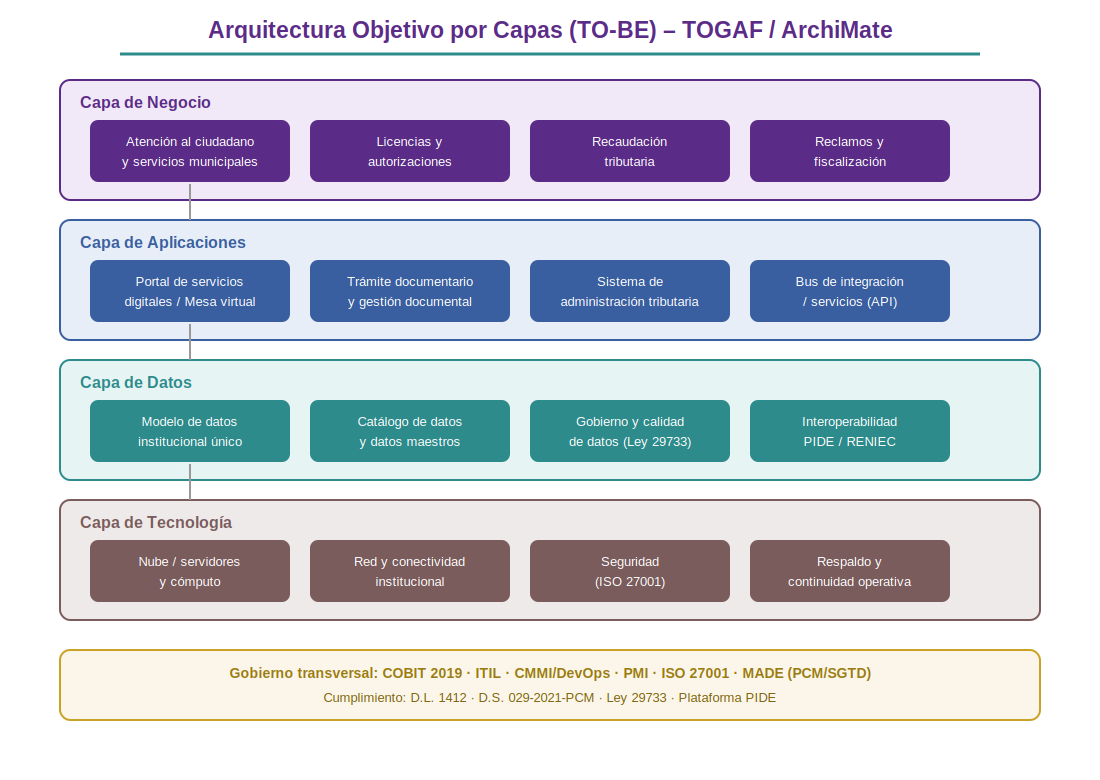 Arquitectura Objetivo por Capas (TO-BE) – TOGAF / ArchiMate
Capa de Negocio
Atención al ciudadano
y servicios municipales
Licencias y
autorizaciones
Recaudación
tributaria
Reclamos y
fiscalización
Capa de Aplicaciones
Portal de servicios
digitales / Mesa virtual
Trámite documentario
y gestión documental
Sistema de
administración tributaria
Bus de integración
/ servicios (API)
Capa de Datos
Modelo de datos
institucional único
Catálogo de datos
y datos maestros
Gobierno y calidad
de datos (Ley 29733)
Interoperabilidad
PIDE / RENIEC
Capa de Tecnología
Nube / servidores
y cómputo
Red y conectividad
institucional
Seguridad
(ISO 27001)
Respaldo y
continuidad operativa
Gobierno transversal: COBIT 2019 · ITIL · CMMI/DevOps · PMI · ISO 27001 · MADE (PCM/SGTD)
Cumplimiento: D.L. 1412 · D.S. 029-2021-PCM · Ley 29733 · Plataforma PIDE